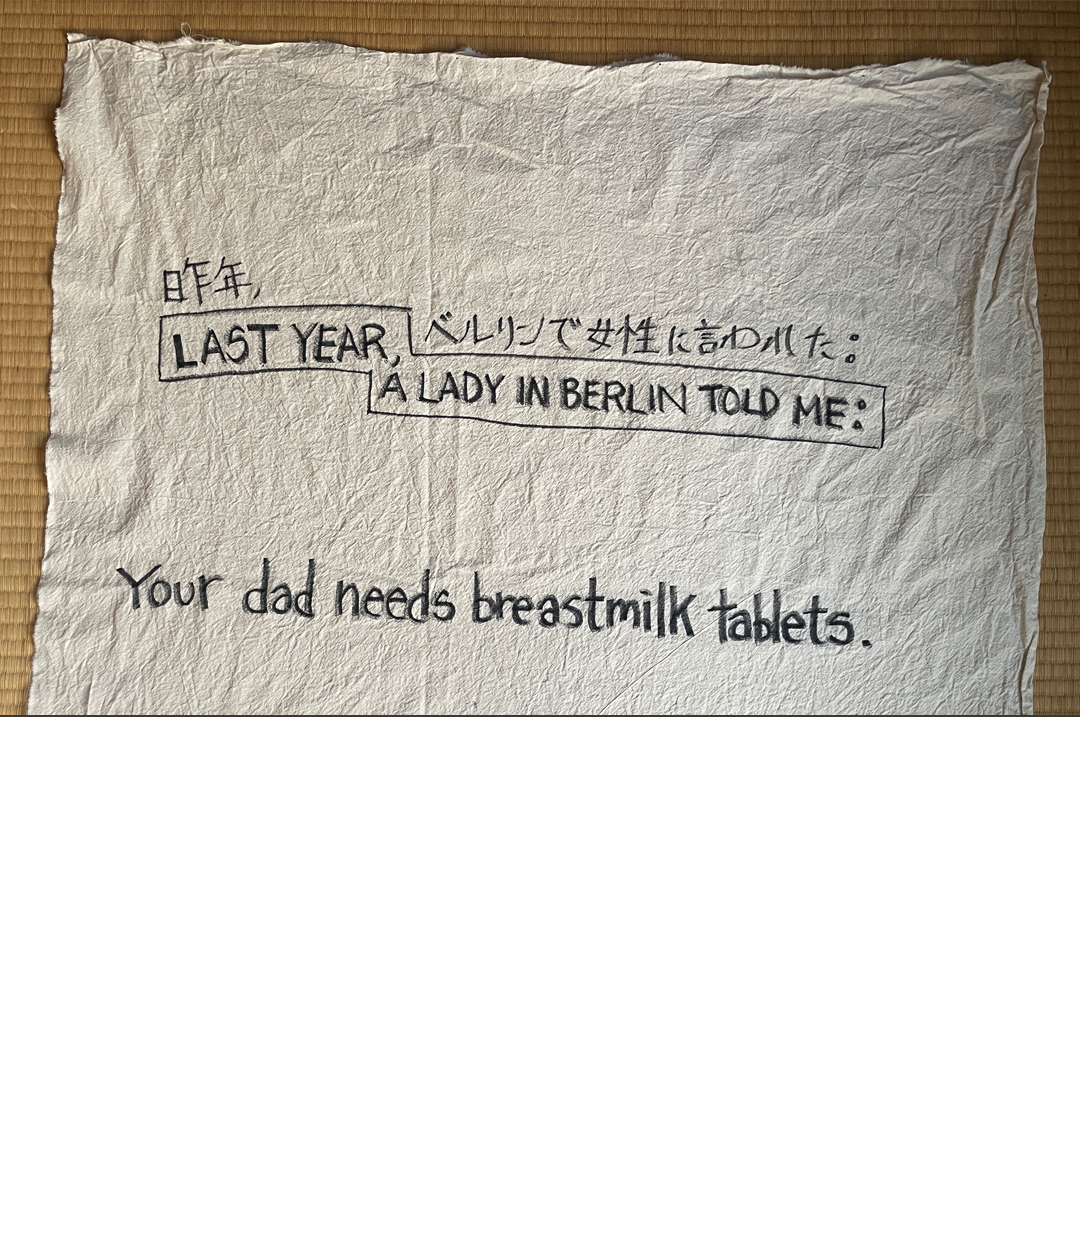 昨年,
LAST YEAR,
ベルリンで女性に言われた:
A LADY IN BERLIN TOLD ME:
Your dad needs breastmilk tablets.